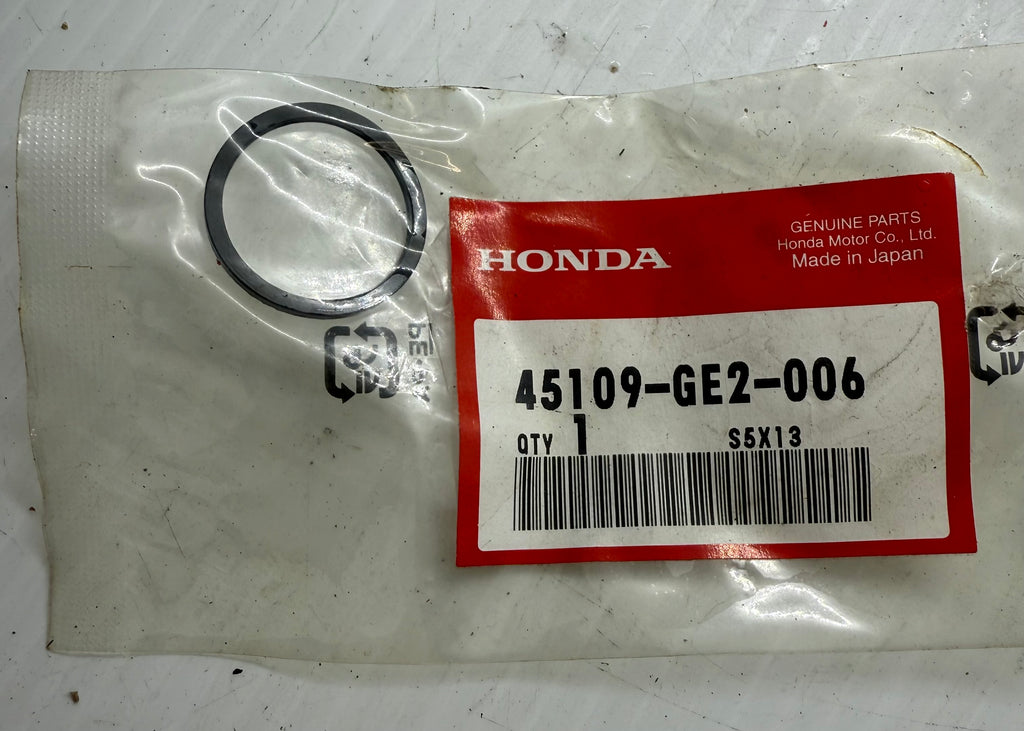 HONDA
GENUINE PARTS
Honda Motor Co., Ltd.
Made in Japan
45109-GE2-006
QTY 1 S5X13